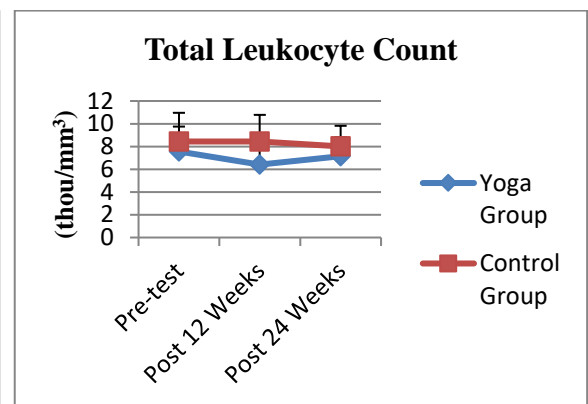 Total Leukocyte Count
(thou/mm³)
12
10
8
6
4
2
0
Pre-test
Post 12 Weeks
Post 24 Weeks
Yoga
Group
Control
Group